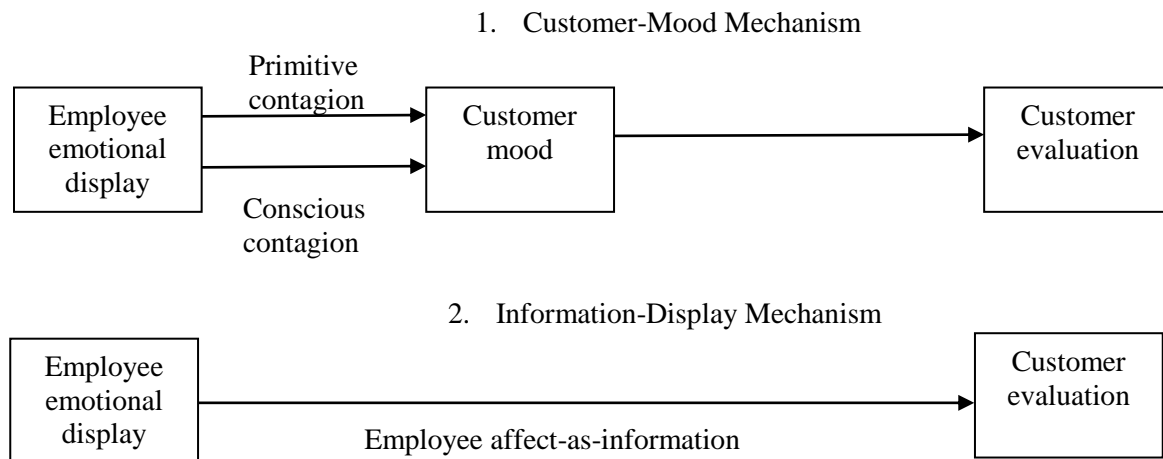 1. Customer-Mood Mechanism
Primitive
contagion
Employee
emotional
display
Customer
mood
Customer
evaluation
Conscious
contagion
2. Information-Display Mechanism
Employee
emotional
display
Customer
evaluation
Employee affect-as-information